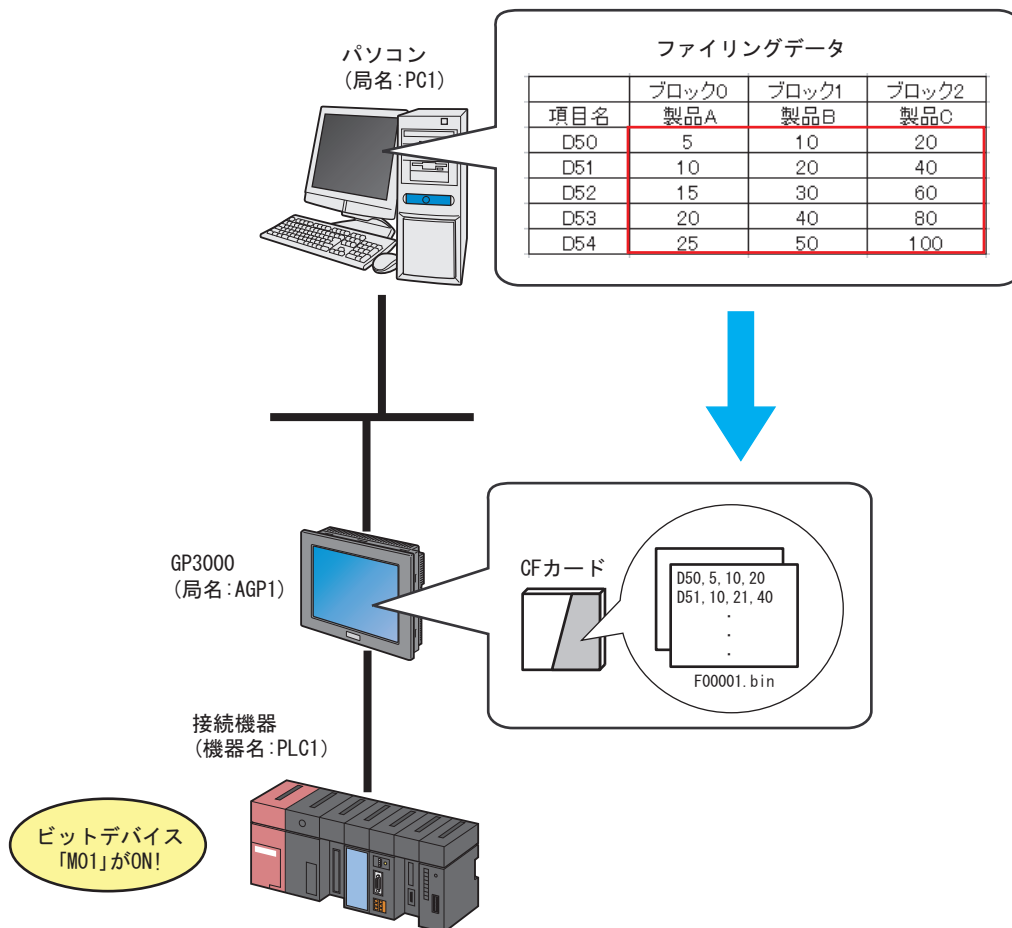 パソコン
(局名:PC1)
ファイリングデータ
ブロック0 ブロック1 ブロック2
項目名 製品A 製品B 製品C
D50 5 10 20
D51 10 20 40
D52 15 30 60
D53 20 40 80
D54 25 50 100
GP3000
(局名:AGP1)
CFカード
D50,5,10,20
D51,10,21,40
・
・
・
F00001.bin
接続機器
(機器名:PLC1)
ビットデバイス
「M01」がON!